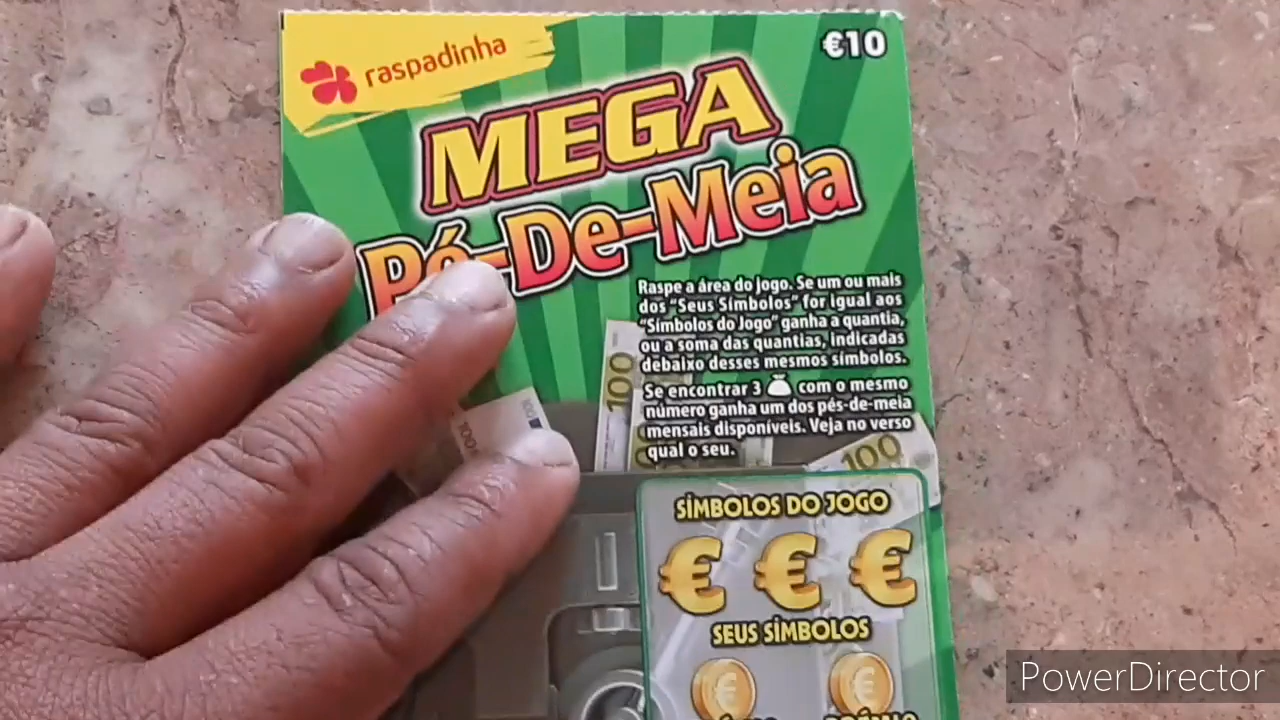 raspadinha
€10
MEGA
Pé-De-Meia
Raspe a área do jogo. Se um ou mais
dos "Seus Símbolos" for igual aos
"Símbolos do Jogo" ganha a quantia,
ou a soma das quantias, indicadas
debaixo desses mesmos símbolos.
Se encontrar 3 com o mesmo
número ganha um dos pés-de-meia
mensais disponíveis. Veja no verso
qual o seu.
100
100
100
SÍMBOLOS DO JOGO
€ € €
SEUS SÍMBOLOS
€ €
PRÉMIO
PowerDirector